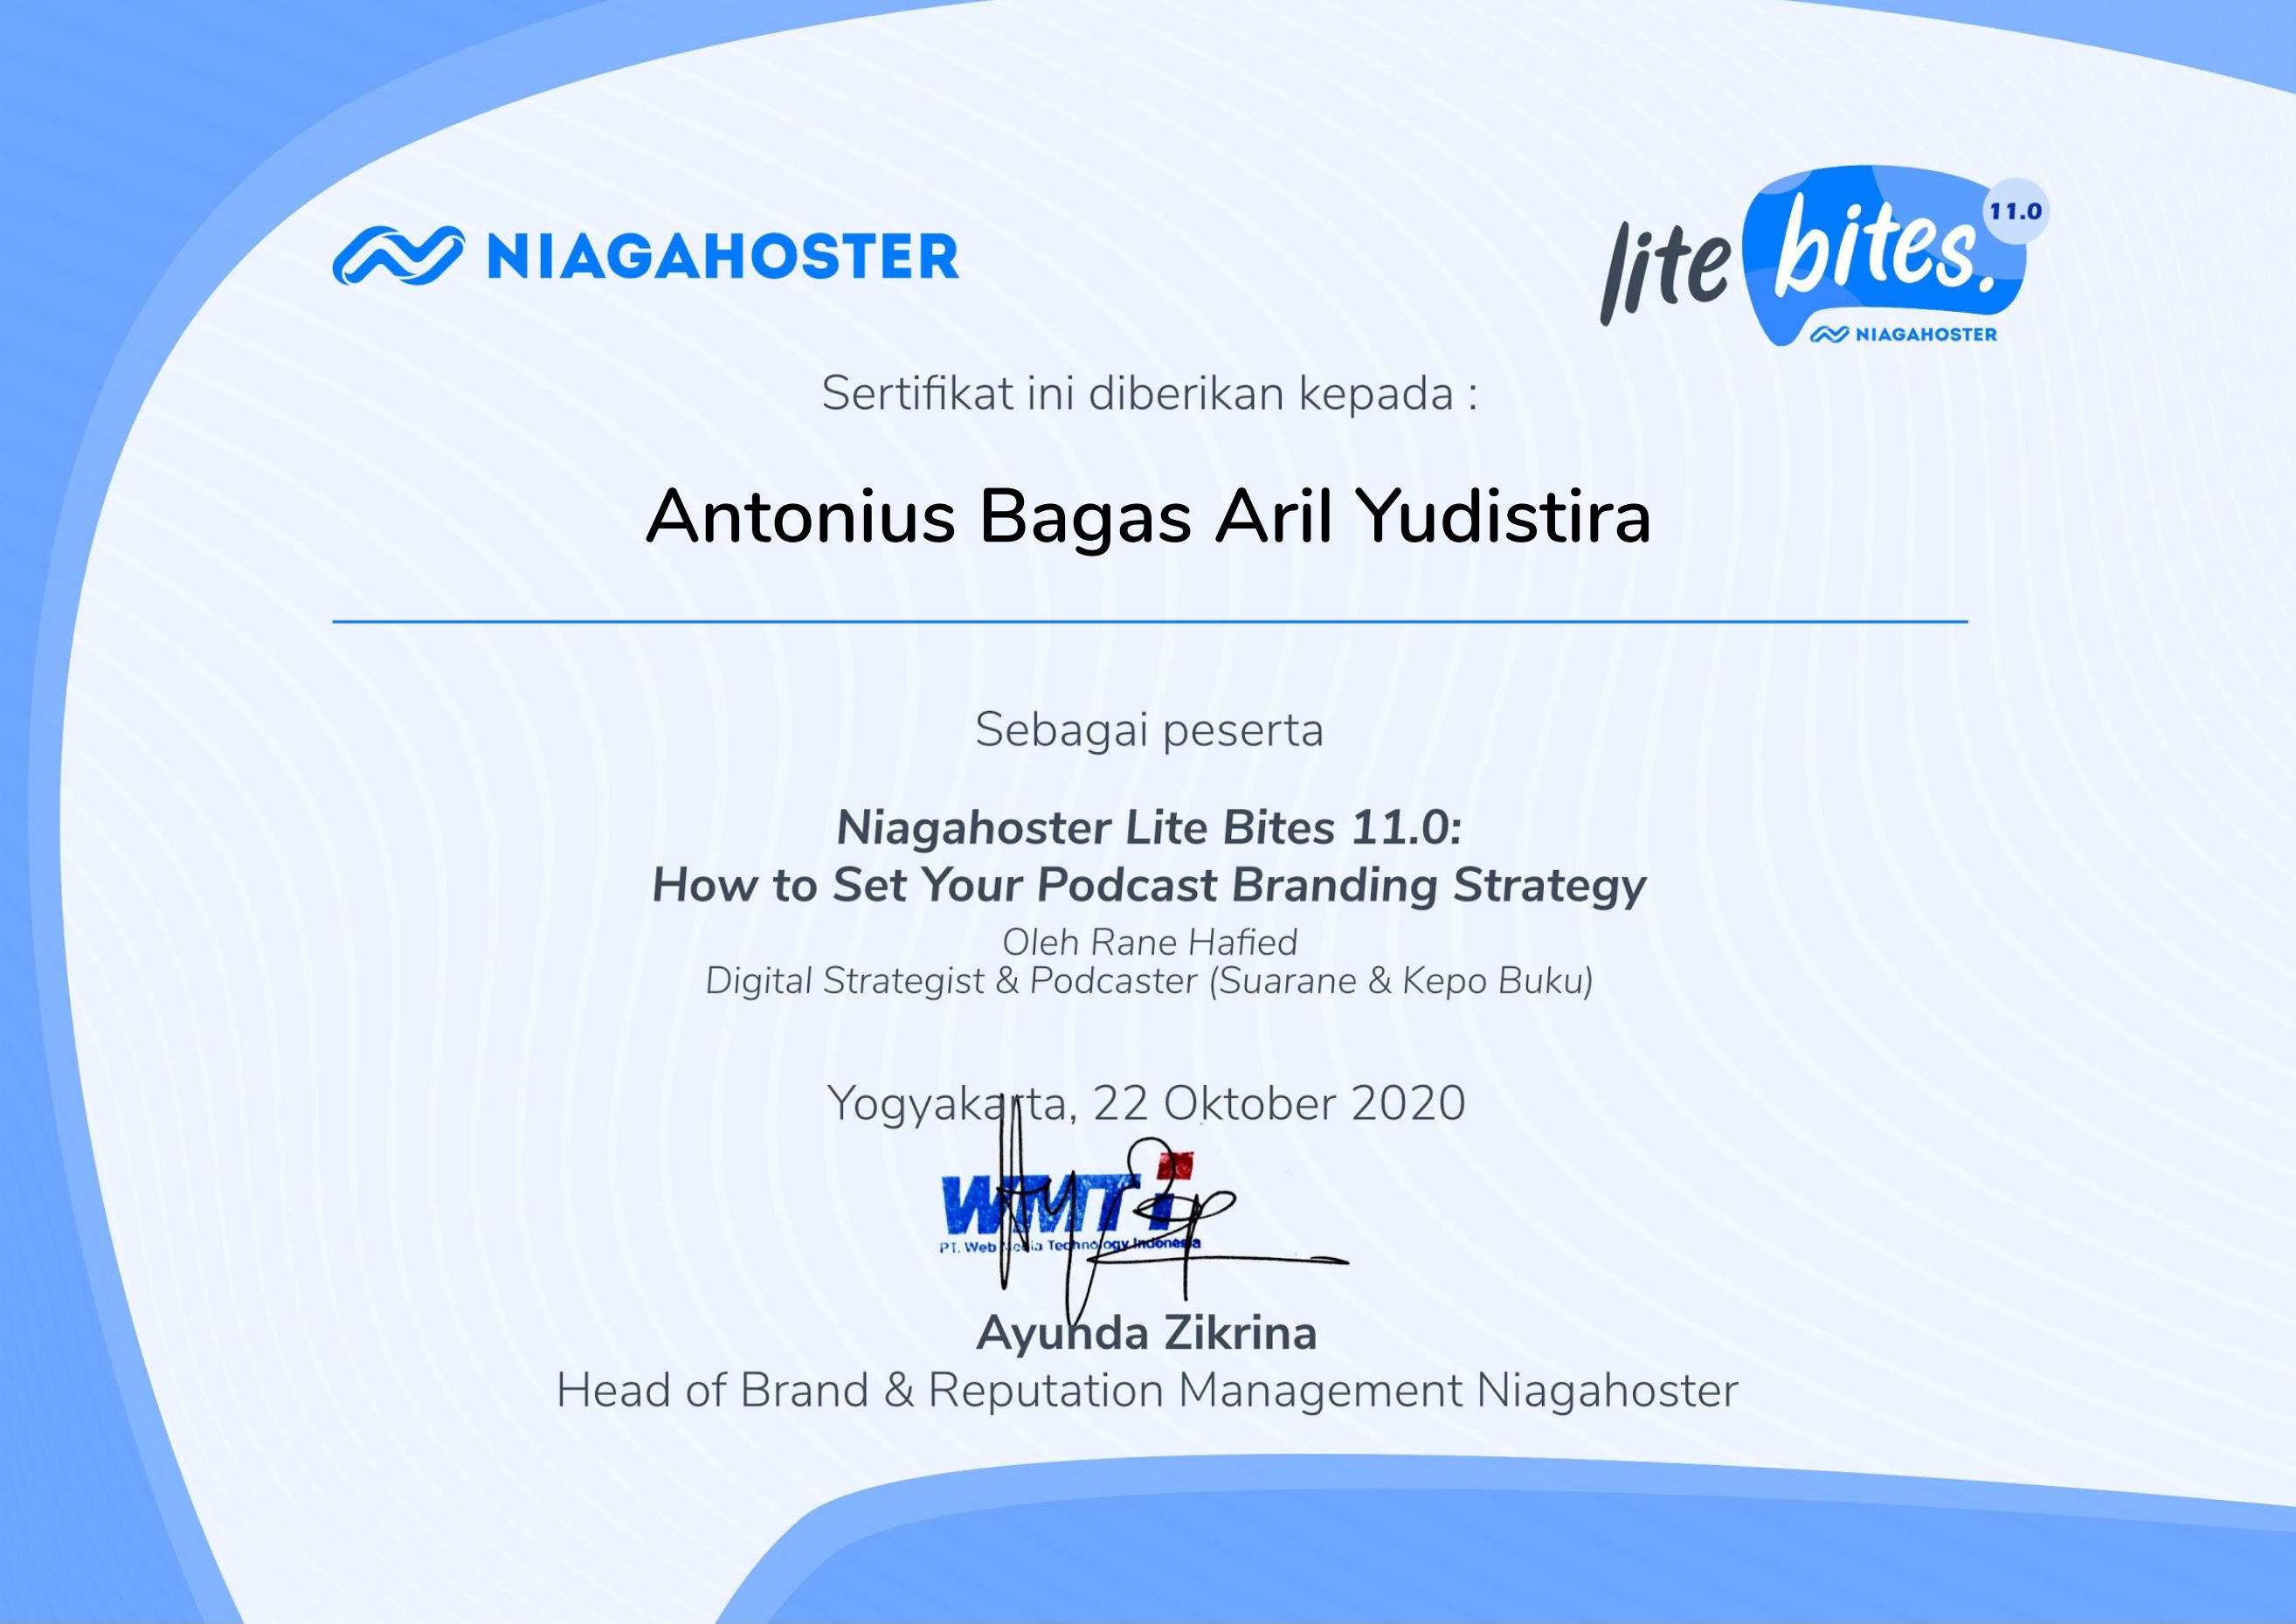 NIAGAHOSTER
lite bites. 11.0
NIAGAHOSTER
Sertifikat ini diberikan kepada :
Antonius Bagas Aril Yudistira
Sebagai peserta
Niagahoster Lite Bites 11.0:
How to Set Your Podcast Branding Strategy
Oleh Rane Hafied
Digital Strategist & Podcaster (Suarane & Kepo Buku)
Yogyakarta, 22 Oktober 2020
WMTi
PT. Web Media Technology Indonesia
Ayunda Zikrina
Head of Brand & Reputation Management Niagahoster